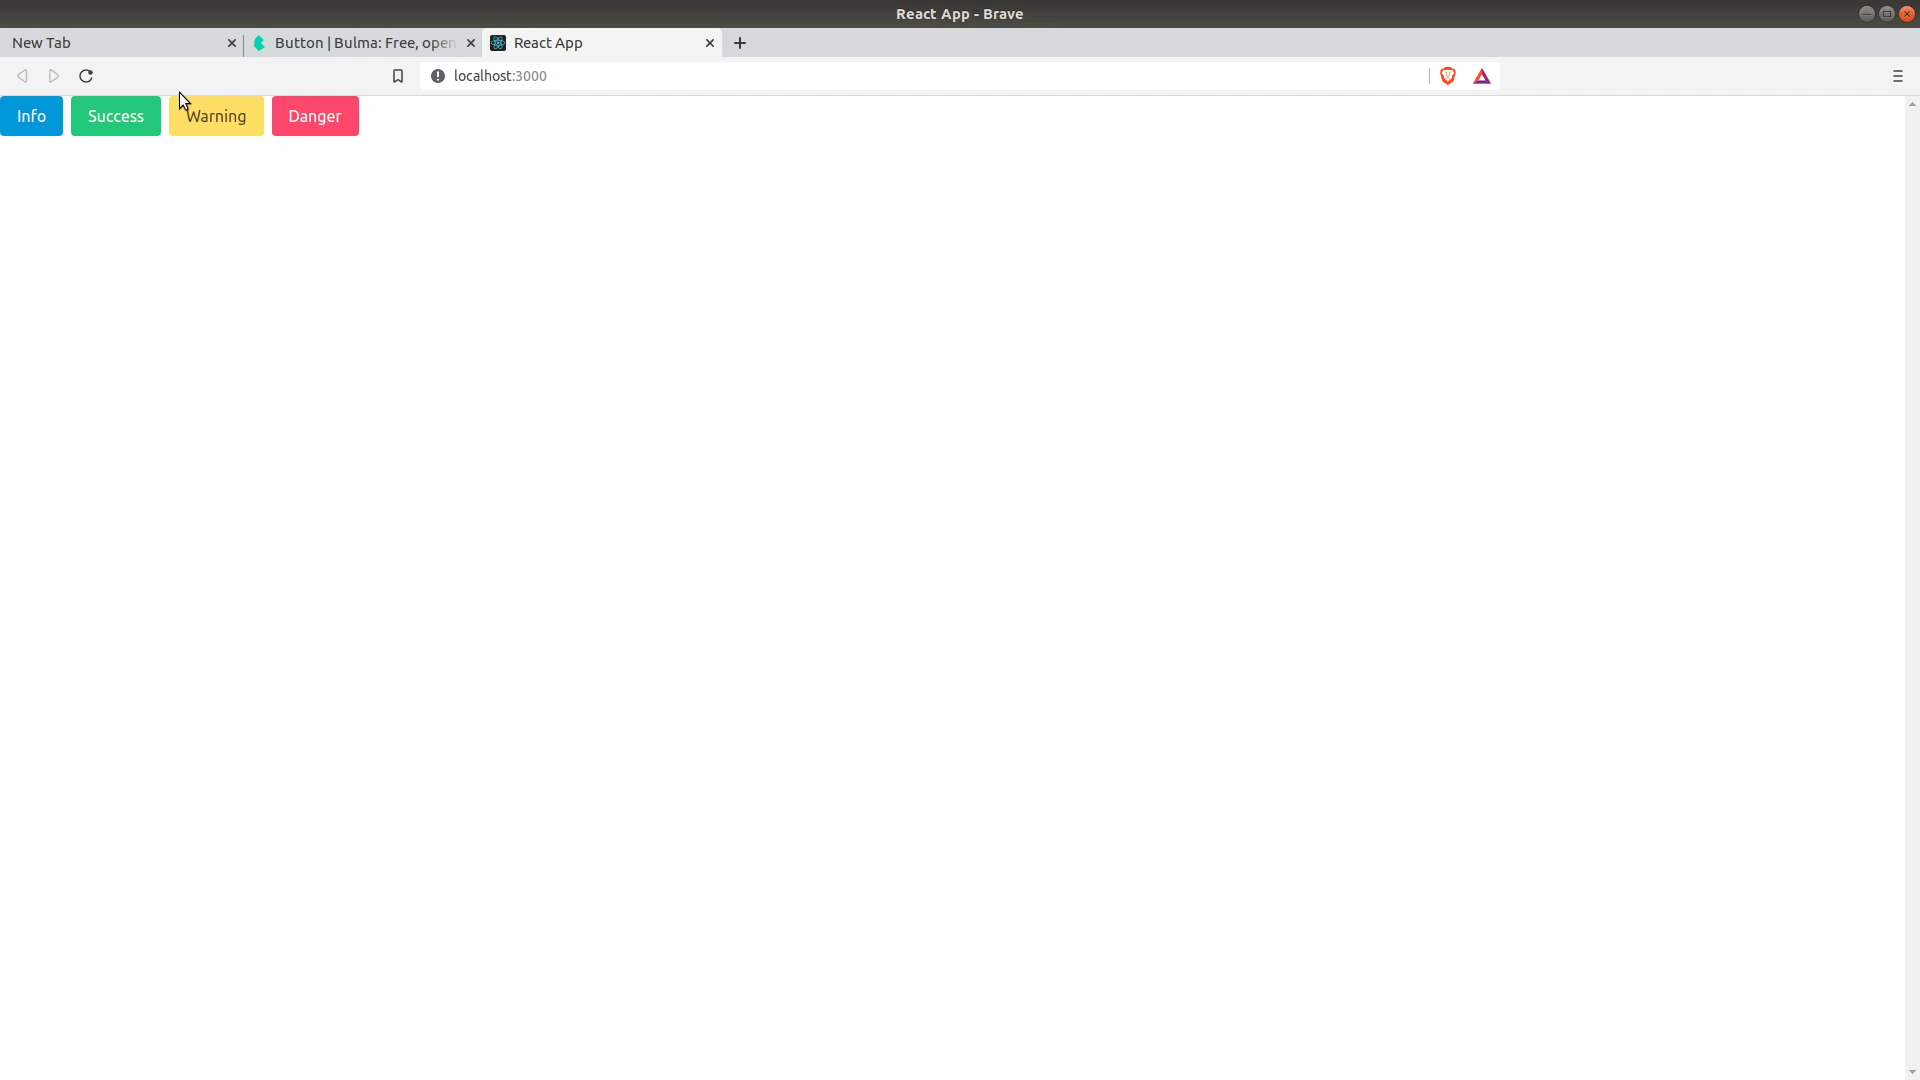 React App - Brave
New Tab
Button | Bulma: Free, open
React App
localhost:3000
Info
Success
Warning
Danger